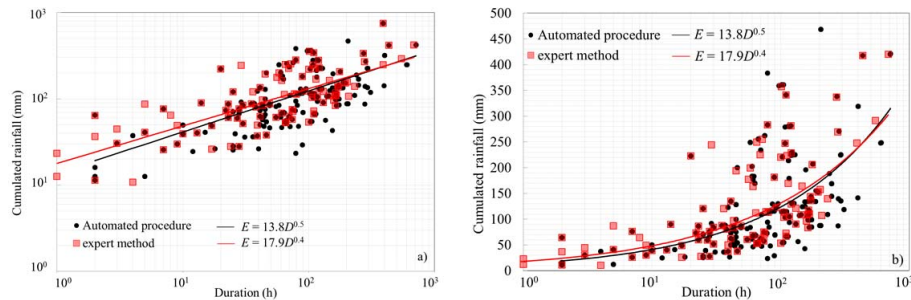 10³
10²
10¹
10⁰
Cumulated rainfall (mm)
Automated procedure
E = 13.8D^0.5
expert method
E = 17.9D^0.4
a)
10⁰ 10¹ 10² 10³
Duration (h)
500
450
400
350
300
250
200
150
100
50
0
Cumulated raınfall (mm)
Automated procedure
E = 13.8D^0.5
expert method
E = 17.9D^0.4
b)
10⁰ 10¹ 10² 10³
Duration (h)